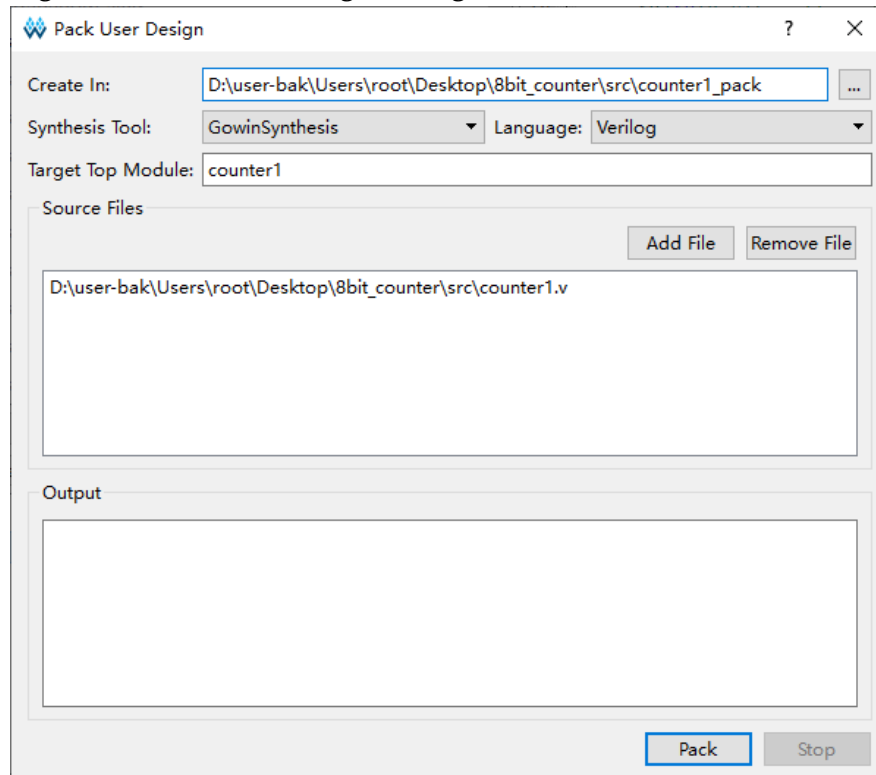 Pack User Design
?
Create In: D:\user-bak\Users\root\Desktop\8bit_counter\src\counter1_pack ...
Synthesis Tool: GowinSynthesis Language: Verilog
Target Top Module: counter1
Source Files
Add File Remove File
D:\user-bak\Users\root\Desktop\8bit_counter\src\counter1.v
Output
Pack Stop